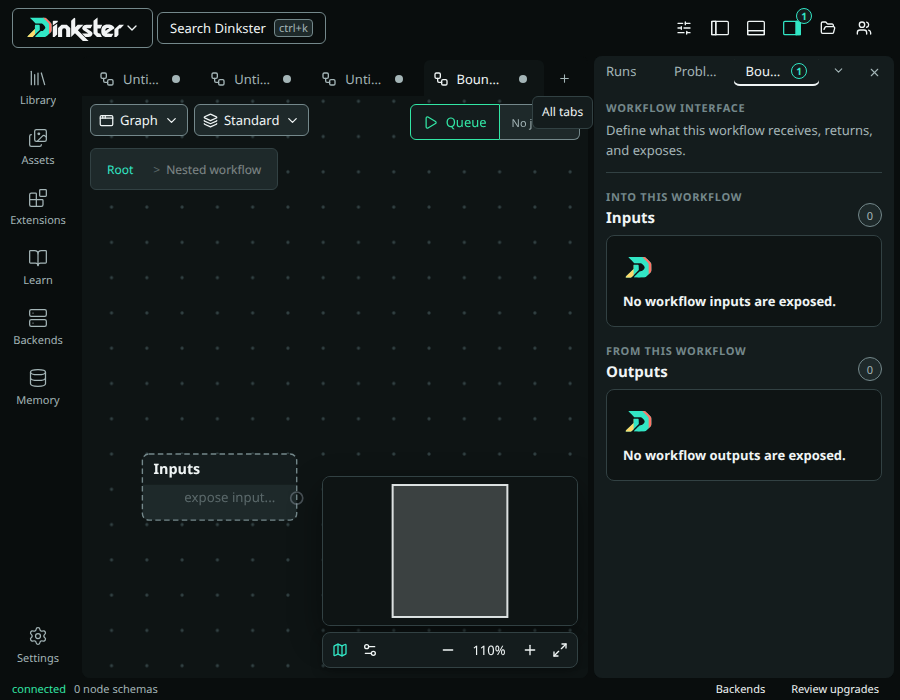 Dinkster
Search Dinkster ctrl+k
1
Library
Assets
Extensions
Learn
Backends
Memory
Settings
Unti...
Unti...
Unti...
Boun...
All tabs
Graph
Standard
Queue
No j
Root > Nested workflow
Inputs
expose input...
110%
Runs
Probl...
Bou... 1
WORKFLOW INTERFACE
Define what this workflow receives, returns,
and exposes.
INTO THIS WORKFLOW
Inputs 0
No workflow inputs are exposed.
FROM THIS WORKFLOW
Outputs 0
No workflow outputs are exposed.
connected 0 node schemas
Backends
Review upgrades